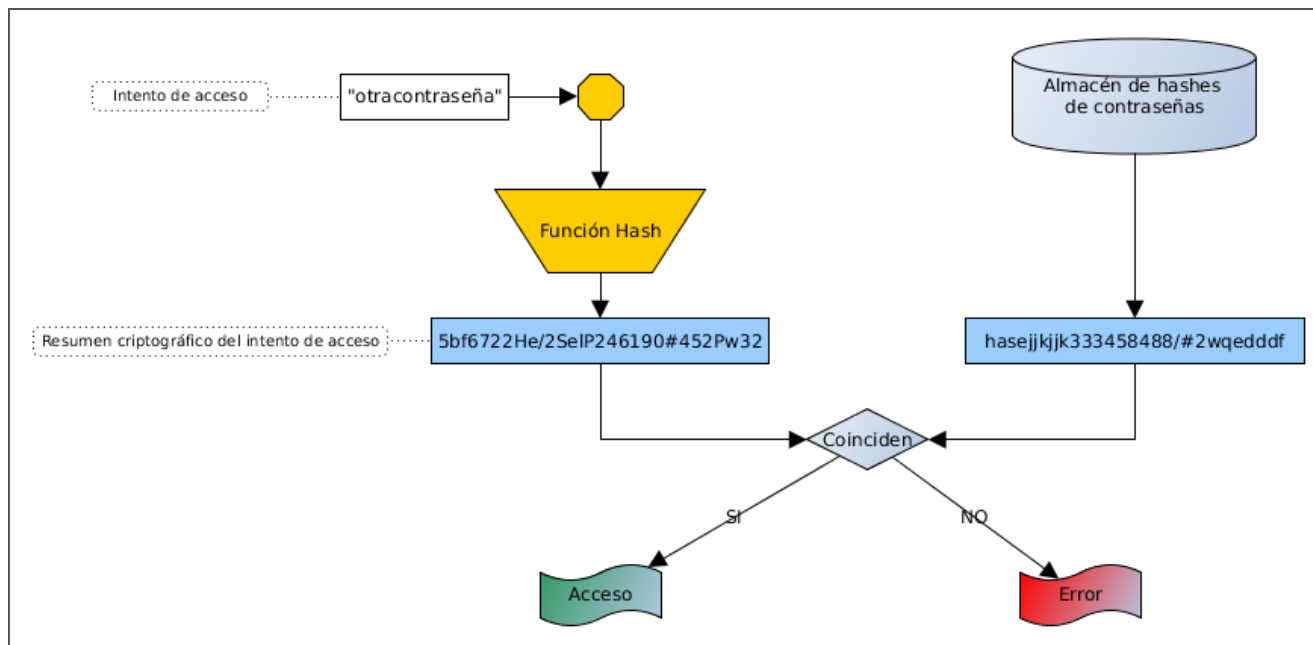 Intento de acceso
"otracontraseña"
Almacén de hashes
de contraseñas
Función Hash
Resumen criptográfico del intento de acceso
5bf6722He/2SelP246190#452Pw32
hasejjkjjk333458488/#2wqedddf
Coinciden
SI
NO
Acceso
Error